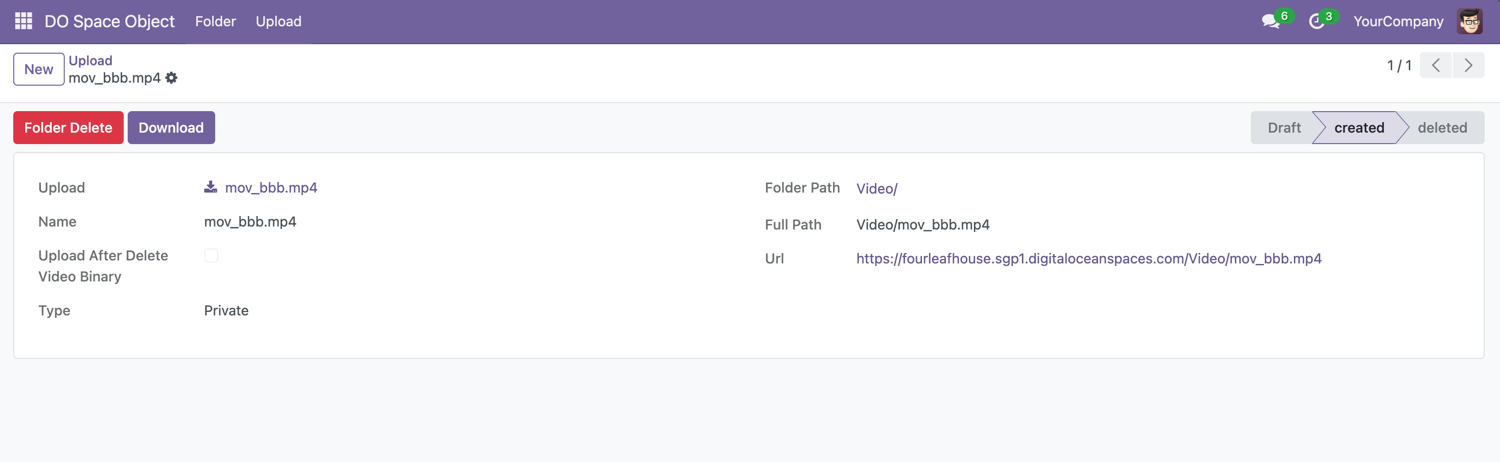 DO Space Object Folder Upload 6 3 YourCompany
New Upload
mov_bbb.mp4
1 / 1
Folder Delete Download Draft created deleted
Upload mov_bbb.mp4
Name mov_bbb.mp4
Upload After Delete
Video Binary
Type Private
Folder Path Video/
Full Path Video/mov_bbb.mp4
Url https://fourleafhouse.sgp1.digitaloceanspaces.com/Video/mov_bbb.mp4